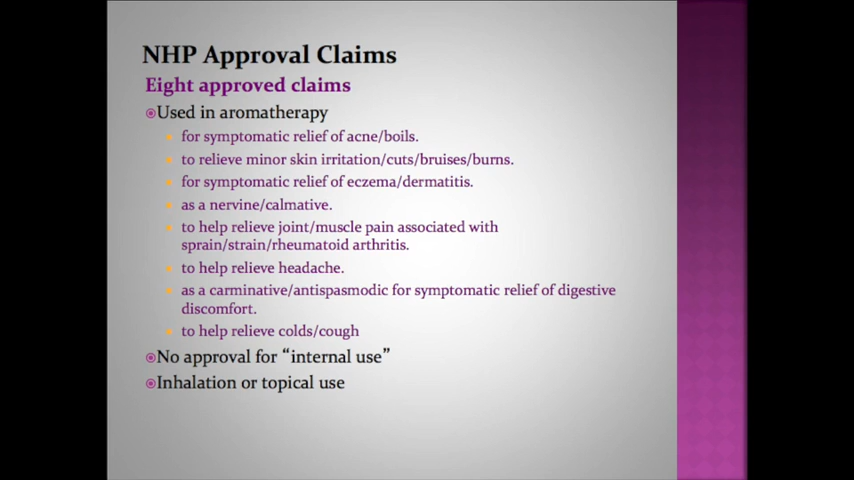 NHP Approval Claims
Eight approved claims
Used in aromatherapy
for symptomatic relief of acne/boils.
to relieve minor skin irritation/cuts/bruises/burns.
for symptomatic relief of eczema/dermatitis.
as a nervine/calmative.
to help relieve joint/muscle pain associated with
sprain/strain/rheumatoid arthritis.
to help relieve headache.
as a carminative/antispasmodic for symptomatic relief of digestive
discomfort.
to help relieve colds/cough
No approval for “internal use”
Inhalation or topical use